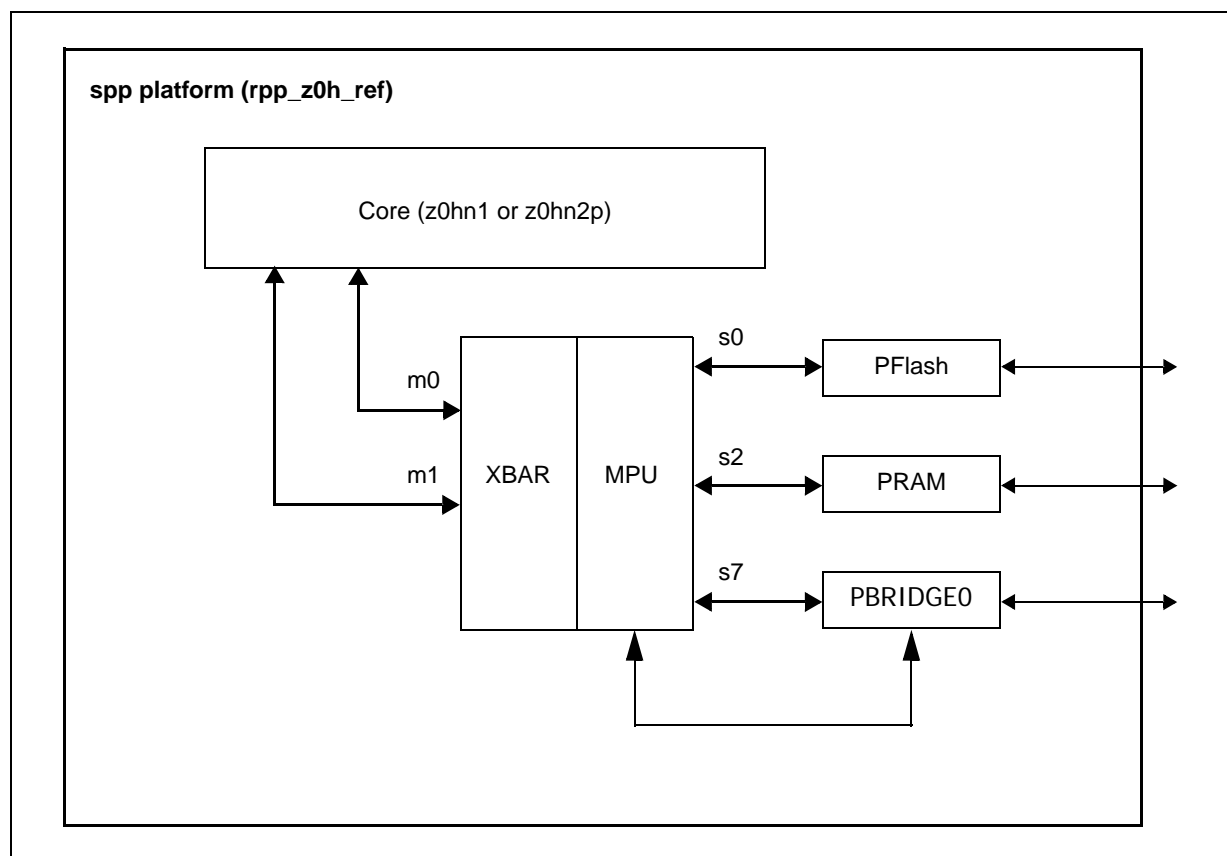 spp platform (rpp_z0h_ref)
Core (z0hn1 or z0hn2p)
s0
PFlash
m0
s2
m1
XBAR
MPU
PRAM
s7
PBRIDGE0